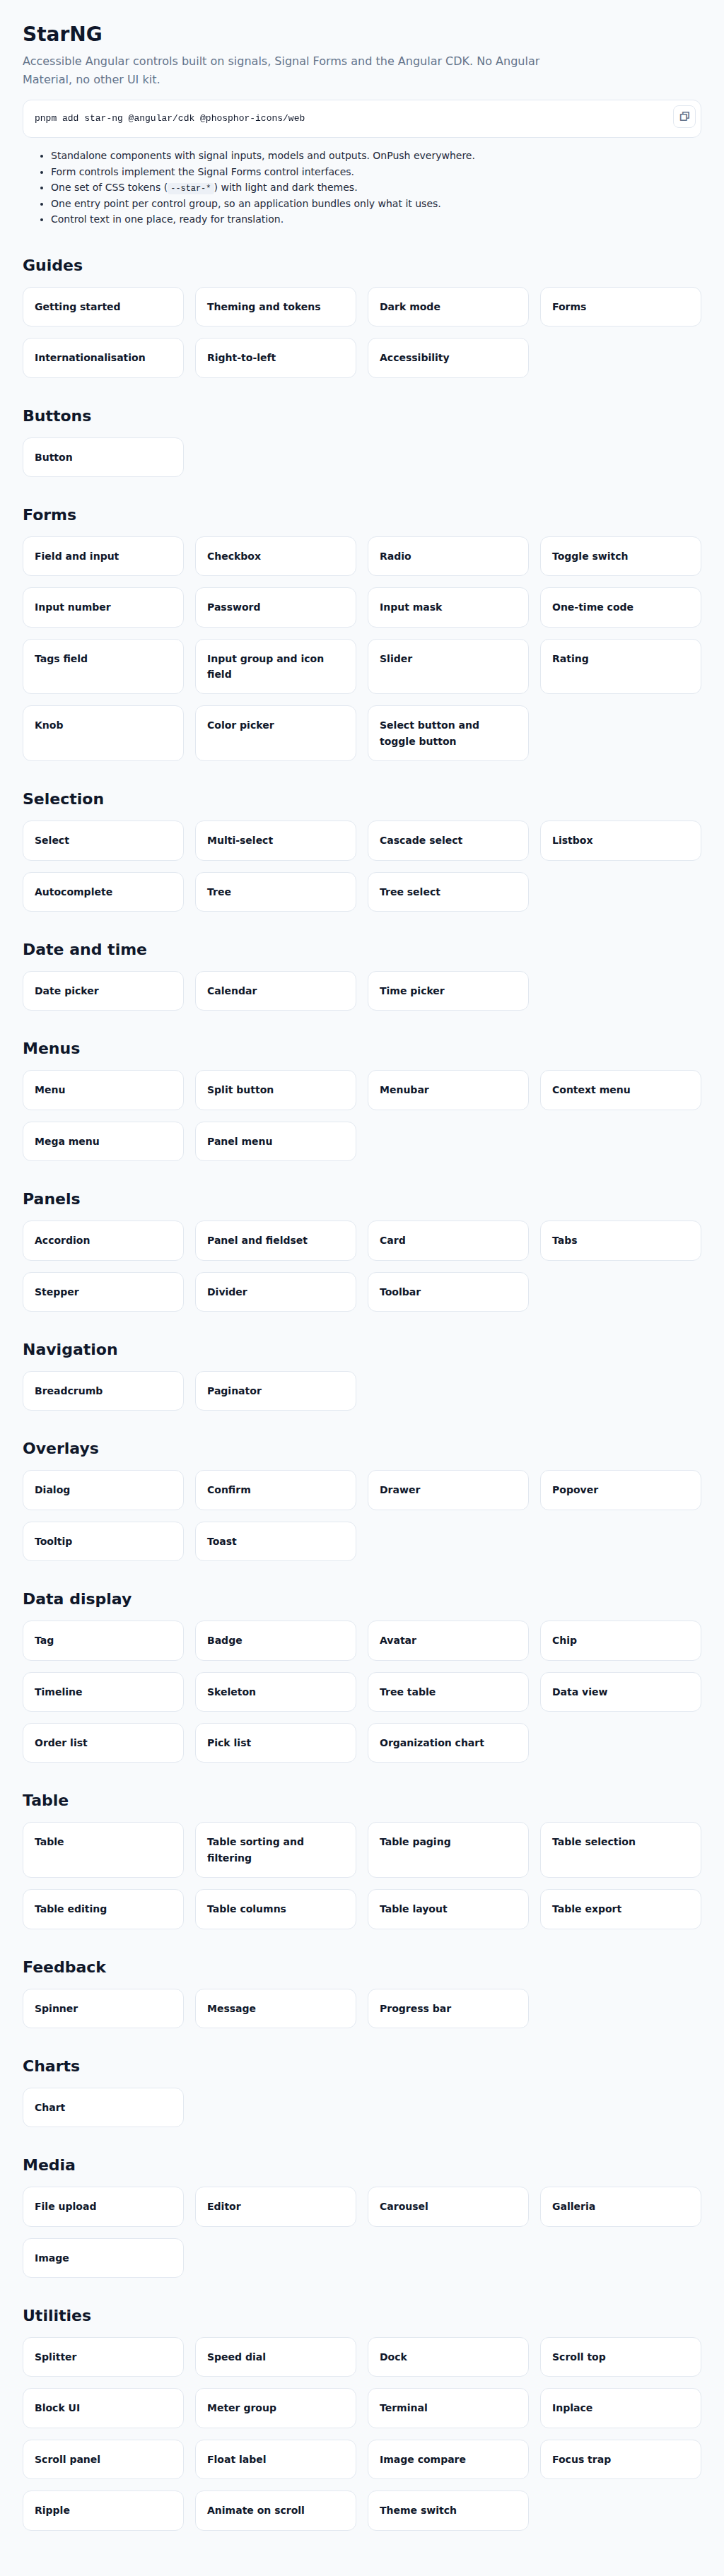 StarNG
Accessible Angular controls built on signals, Signal Forms and the Angular CDK. No Angular
Material, no other UI kit.
pnpm add star-ng @angular/cdk @phosphor-icons/web
• Standalone components with signal inputs, models and outputs. OnPush everywhere.
• Form controls implement the Signal Forms control interfaces.
• One set of CSS tokens (--star-*) with light and dark themes.
• One entry point per control group, so an application bundles only what it uses.
• Control text in one place, ready for translation.
Guides
Getting started
Theming and tokens
Dark mode
Forms
Internationalisation
Right-to-left
Accessibility
Buttons
Button
Forms
Field and input
Checkbox
Radio
Toggle switch
Input number
Password
Input mask
One-time code
Tags field
Input group and icon
field
Slider
Rating
Knob
Color picker
Select button and
toggle button
Selection
Select
Multi-select
Cascade select
Listbox
Autocomplete
Tree
Tree select
Date and time
Date picker
Calendar
Time picker
Menus
Menu
Split button
Menubar
Context menu
Mega menu
Panel menu
Panels
Accordion
Panel and fieldset
Card
Tabs
Stepper
Divider
Toolbar
Navigation
Breadcrumb
Paginator
Overlays
Dialog
Confirm
Drawer
Popover
Tooltip
Toast
Data display
Tag
Badge
Avatar
Chip
Timeline
Skeleton
Tree table
Data view
Order list
Pick list
Organization chart
Table
Table
Table sorting and
filtering
Table paging
Table selection
Table editing
Table columns
Table layout
Table export
Feedback
Spinner
Message
Progress bar
Charts
Chart
Media
File upload
Editor
Carousel
Galleria
Image
Utilities
Splitter
Speed dial
Dock
Scroll top
Block UI
Meter group
Terminal
Inplace
Scroll panel
Float label
Image compare
Focus trap
Ripple
Animate on scroll
Theme switch